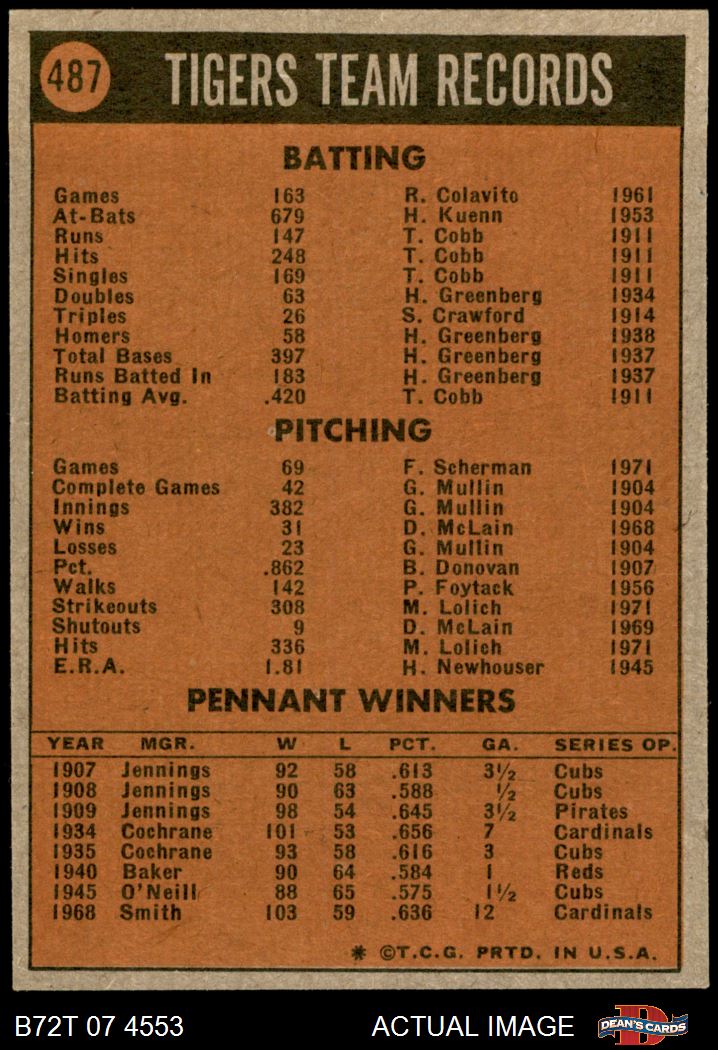 487 TIGERS TEAM RECORDS
BATTING
Games 163 R. Colavito 1961
At-Bats 679 H. Kuenn 1953
Runs 147 T. Cobb 1911
Hits 248 T. Cobb 1911
Singles 169 T. Cobb 1911
Doubles 63 H. Greenberg 1934
Triples 26 S. Crawford 1914
Homers 58 H. Greenberg 1938
Total Bases 397 H. Greenberg 1937
Runs Batted In 183 H. Greenberg 1937
Batting Avg. .420 T. Cobb 1911
PITCHING
Games 69 F. Scherman 1971
Complete Games 42 G. Mullin 1904
Innings 382 G. Mullin 1904
Wins 31 D. McLain 1968
Losses 23 G. Mullin 1904
Pct. .862 B. Donovan 1907
Walks 142 P. Foytack 1956
Strikeouts 308 M. Lolich 1971
Shutouts 9 D. McLain 1969
Hits 336 M. Lolich 1971
E.R.A. 1.81 H. Newhouser 1945
PENNANT WINNERS
YEAR MGR. W L PCT. GA. SERIES OP.
1907 Jennings 92 58 .613 3½ Cubs
1908 Jennings 90 63 .588 ½ Cubs
1909 Jennings 98 54 .645 3½ Pirates
1934 Cochrane 101 53 .656 7 Cardinals
1935 Cochrane 93 58 .616 3 Cubs
1940 Baker 90 64 .584 1 Reds
1945 O'Neill 88 65 .575 1½ Cubs
1968 Smith 103 59 .636 12 Cardinals
* ©T.C.G. PRTD. IN U.S.A.
B72T 07 4553 ACTUAL IMAGE D DEAN'S CARDS